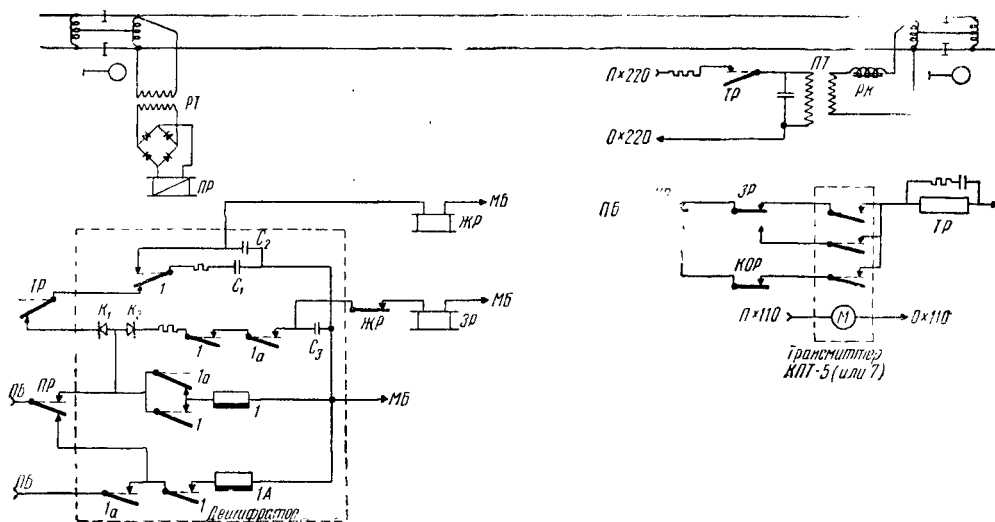 РТ
ПР
П×220
ТР
ПТ
РК
О×220
МБ
ЖР
С₂
С₁
1
ТР
К₁
МБ
ЖР
ЗР
1
1а
С₃
1а
1
1
МБ
ПБ
ПР
ПБ
1а
1
1А
Дешифратор
ПБ
ЗР
КОР
ТР
П×110
М
О×110
Трансмиттер
КПТ-5 (или 7)